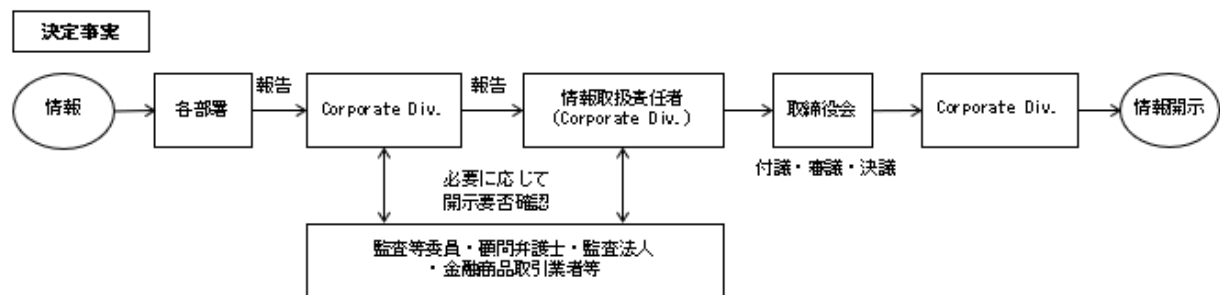 決定事実
情報
各部署
報告
Corporate Div.
報告
情報取扱責任者
(Corporate Div.)
取締役会
付議・審議・決議
Corporate Div.
情報開示
必要に応じて
開示要否確認
監査等委員・顧問弁護士・監査法人
・金融商品取引業者等